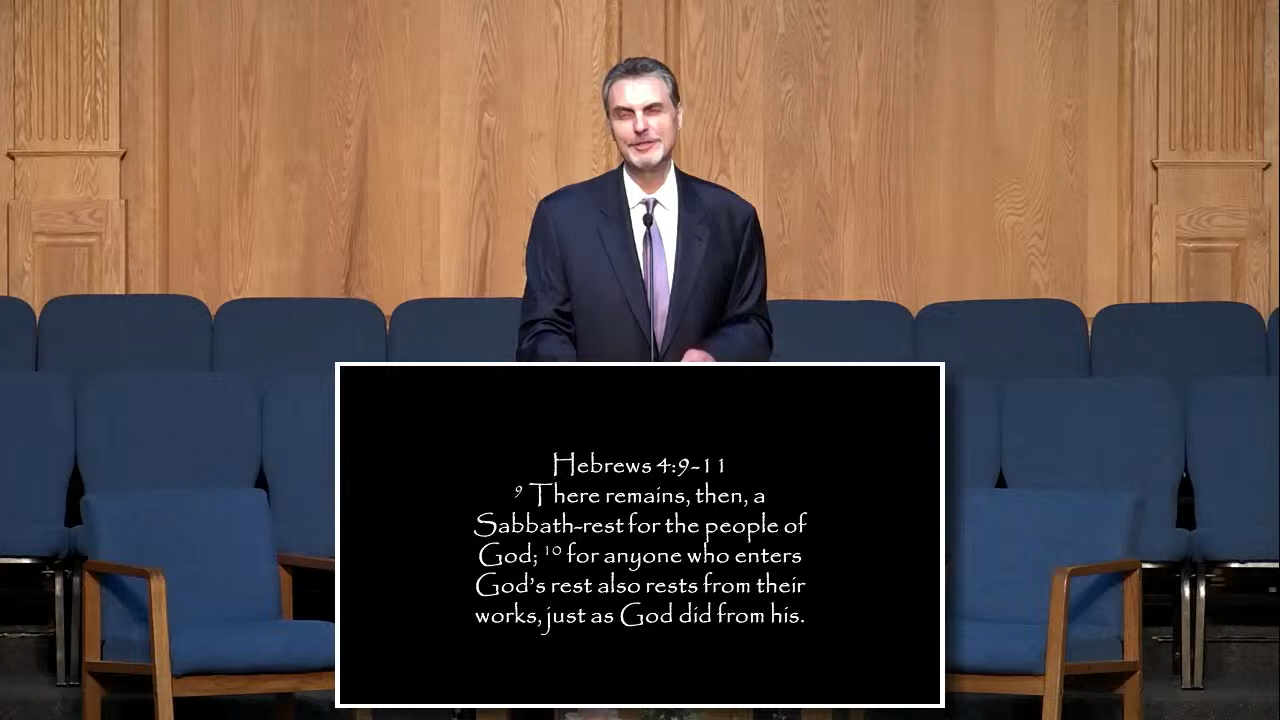 Hebrews 4:9-11
⁹ There remains, then, a
Sabbath-rest for the people of
God; ¹⁰ for anyone who enters
God's rest also rests from their
works, just as God did from his.